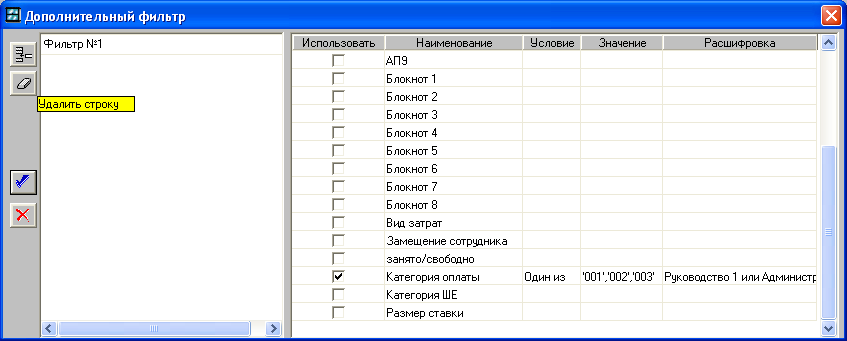 Дополнительный фильтр
Фильтр №1
Удалить строку
Использовать Наименование Условие Значение Расшифровка
АП9
Блокнот 1
Блокнот 2
Блокнот 3
Блокнот 4
Блокнот 5
Блокнот 6
Блокнот 7
Блокнот 8
Вид затрат
Замещение сотрудника
занято/свободно
Категория оплаты Один из '001','002','003' Руководство 1 или Администр
Категория ШЕ
Размер ставки